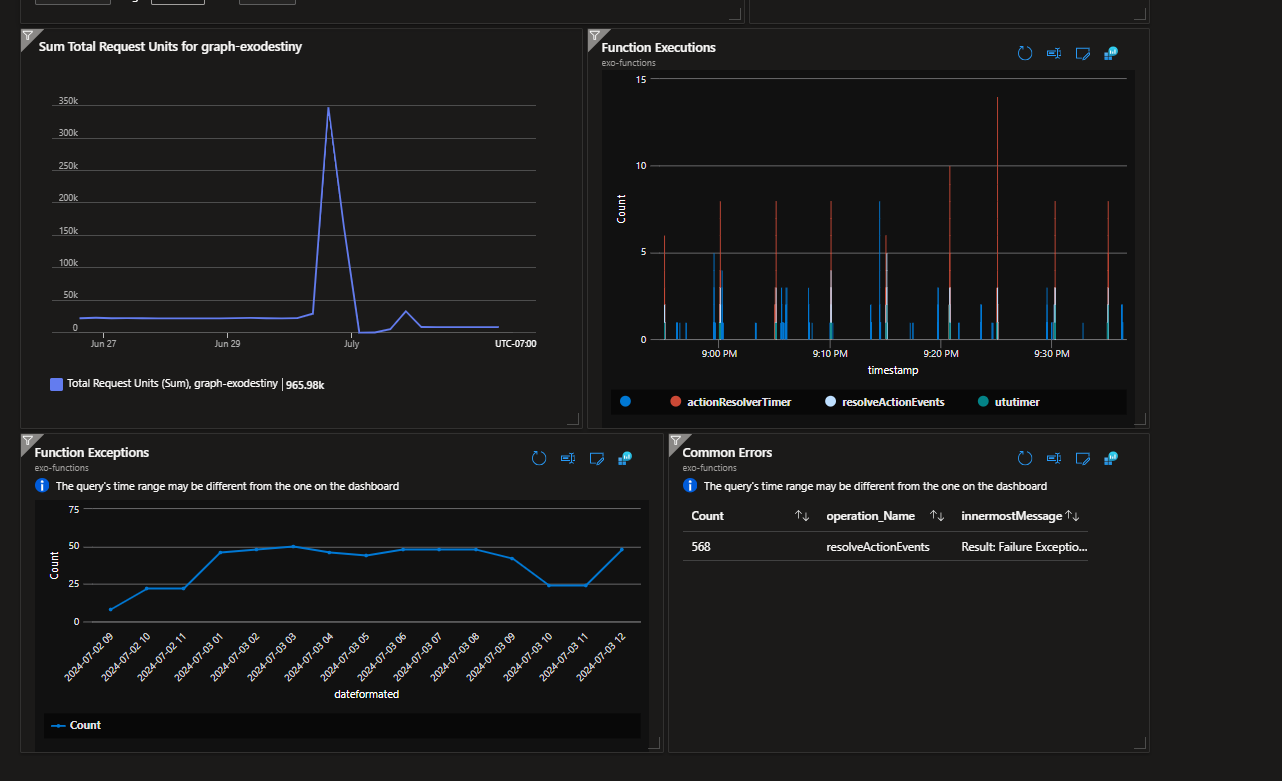 Sum Total Request Units for graph-exodestiny
350k
300k
250k
200k
150k
100k
50k
0
Jun 27
Jun 29
July
UTC-07:00
Total Request Units (Sum), graph-exodestiny | 965.98k
Function Executions
exo-functions
15
10
5
0
Count
9:00 PM
9:10 PM
9:20 PM
9:30 PM
timestamp
actionResolverTimer
resolveActionEvents
ututimer
Function Exceptions
exo-functions
The query's time range may be different from the one on the dashboard
75
50
25
0
Count
2024-07-02 09
2024-07-02 10
2024-07-02 11
2024-07-03 01
2024-07-03 02
2024-07-03 03
2024-07-03 04
2024-07-03 05
2024-07-03 06
2024-07-03 07
2024-07-03 08
2024-07-03 09
2024-07-03 10
2024-07-03 11
2024-07-03 12
dateformated
Count
Common Errors
exo-functions
The query's time range may be different from the one on the dashboard
Count operation_Name innermostMessage
568 resolveActionEvents Result: Failure Exceptio...